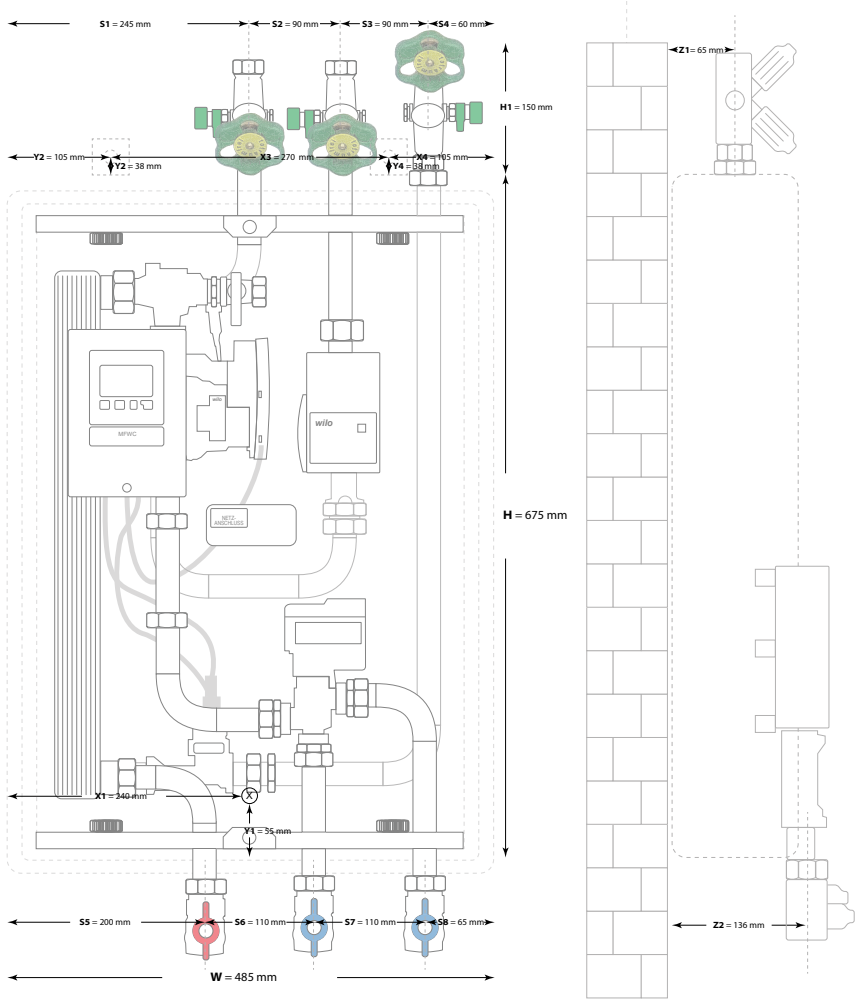 S1 = 245 mm
S2 = 90 mm
S3 = 90 mm
S4 = 60 mm
Z1 = 65 mm
H1 = 150 mm
Y2 = 105 mm
X3 = 270 mm
X4 = 105 mm
Y2 = 38 mm
Y4 = 38 mm
wilo
wilo
MFWC
NETZ-
ANSCHLUSS
H = 675 mm
X1 = 240 mm
X
Y1 = 55 mm
S5 = 200 mm
S6 = 110 mm
S7 = 110 mm
S8 = 65 mm
Z2 = 136 mm
W = 485 mm